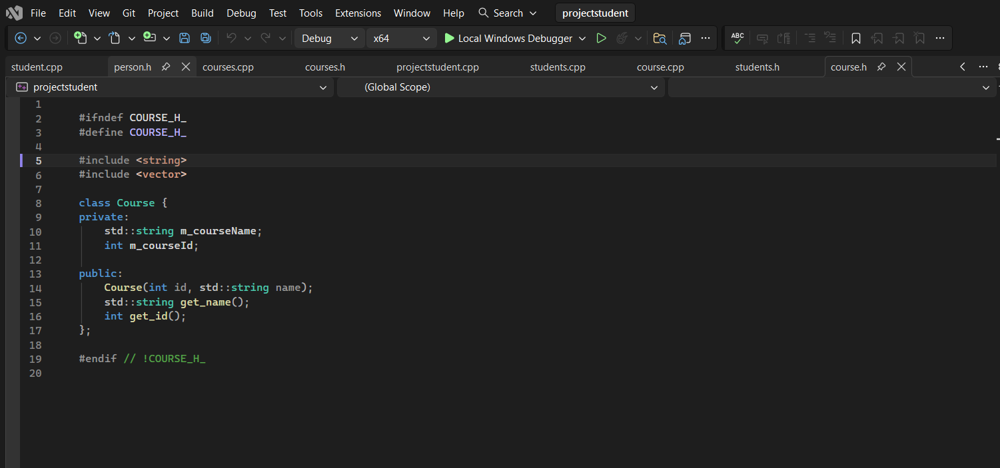 File Edit View Git Project Build Debug Test Tools Extensions Window Help Search projectstudent
Debug x64 Local Windows Debugger ABC
student.cpp person.h courses.cpp courses.h projectstudent.cpp students.cpp course.cpp students.h course.h
projectstudent (Global Scope)
1
2 #ifndef COURSE_H_
3 #define COURSE_H_
4
5 #include <string>
6 #include <vector>
7
8 class Course {
9 private:
10 std::string m_courseName;
11 int m_courseId;
12
13 public:
14 Course(int id, std::string name);
15 std::string get_name();
16 int get_id();
17 };
18
19 #endif // !COURSE_H_
20